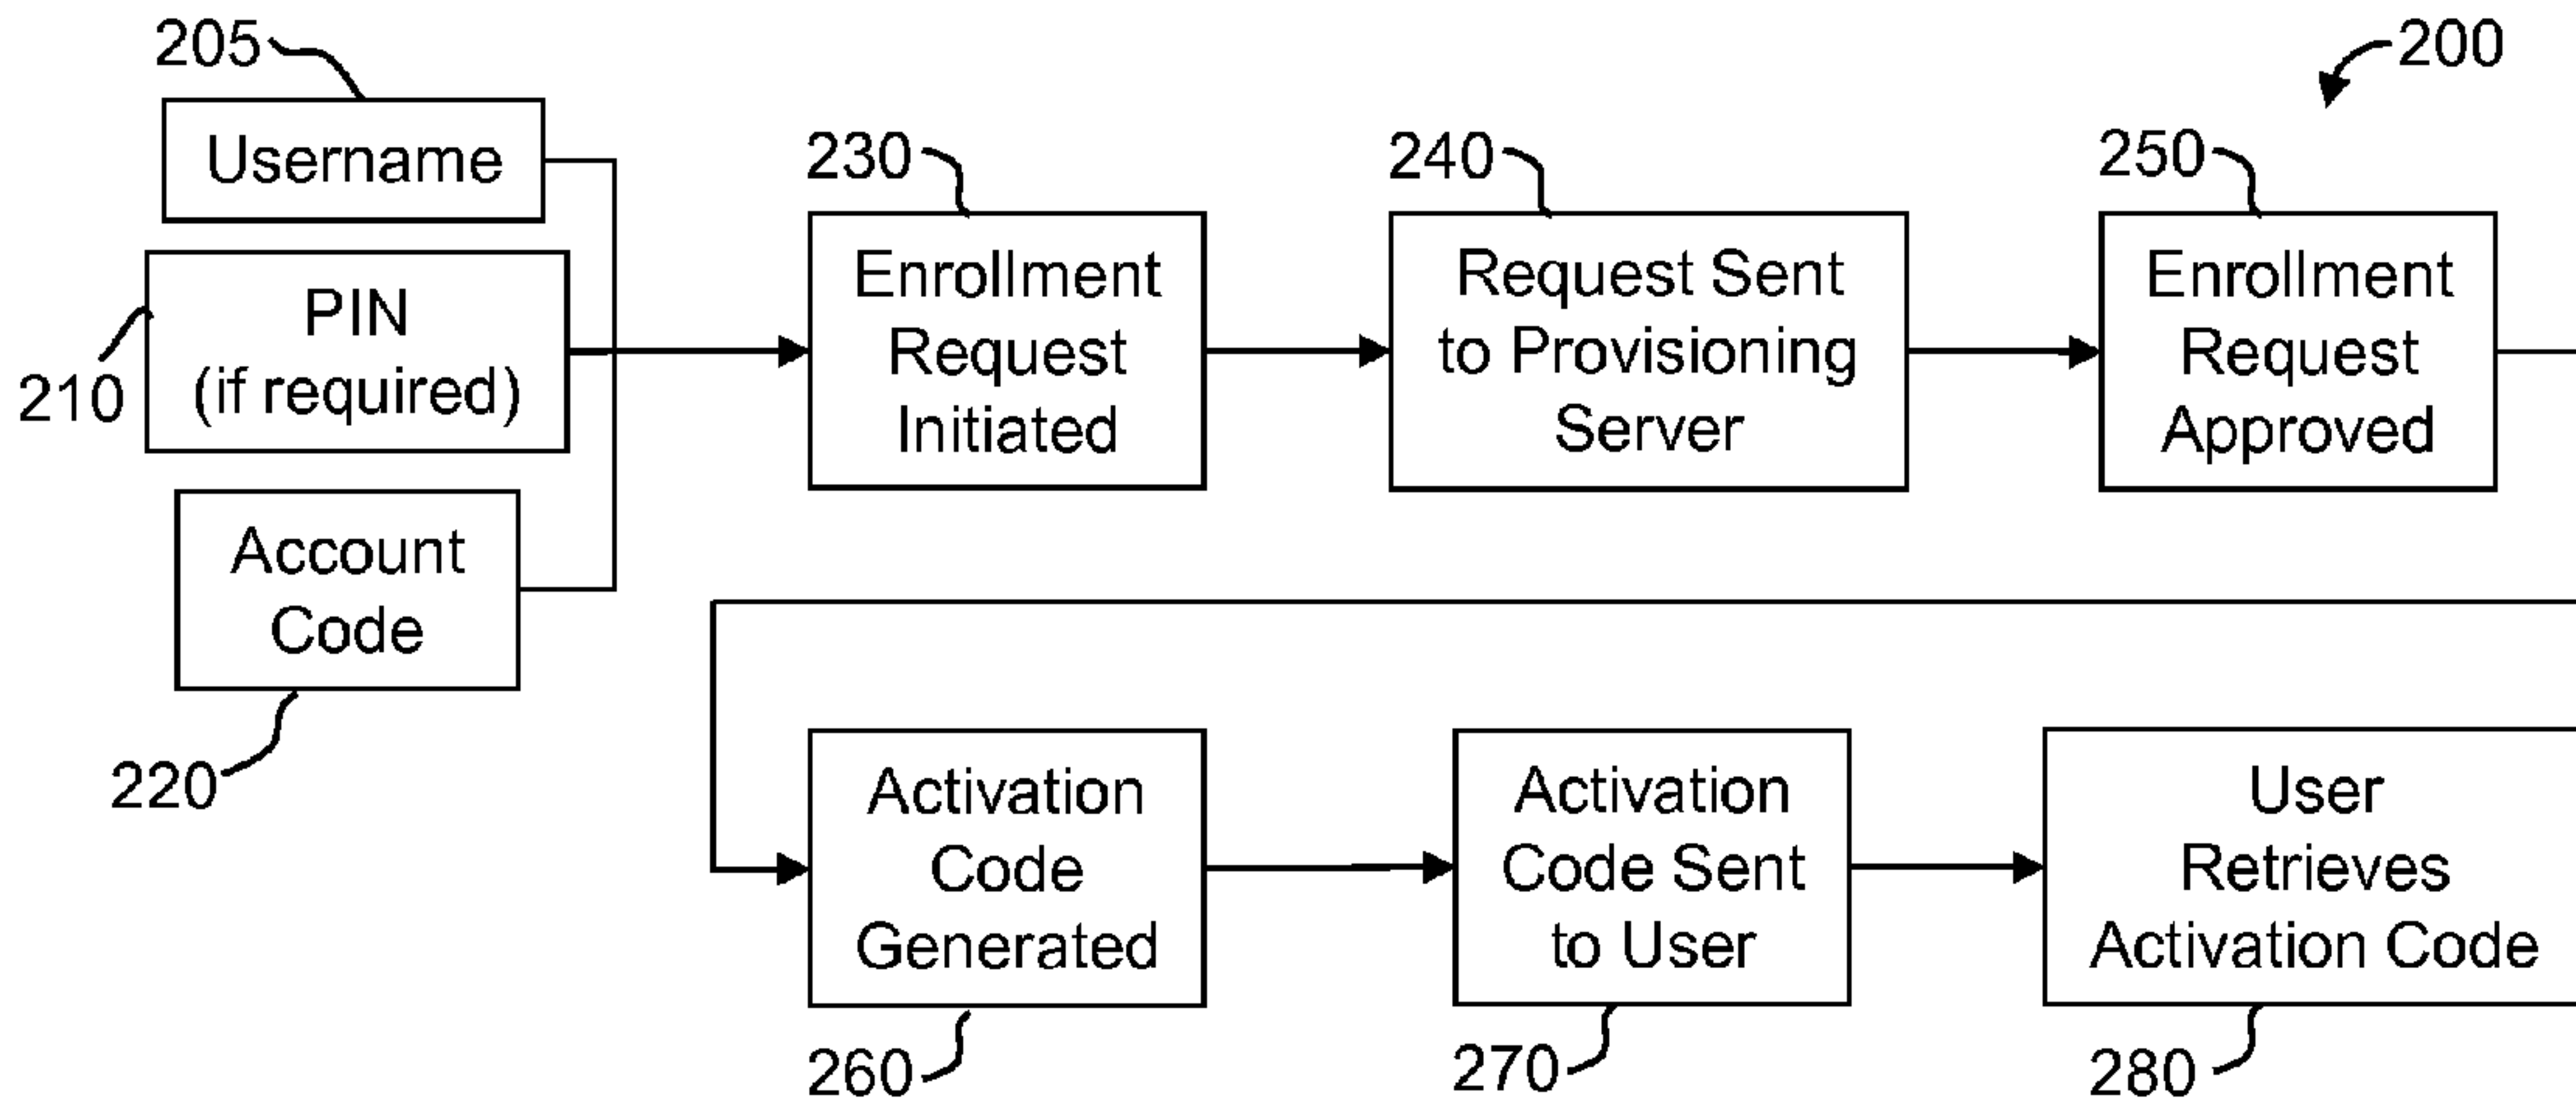 205
200
Username
230
240
250
PIN
(if required)
210
Enrollment
Request
Initiated
Request Sent
to Provisioning
Server
Enrollment
Request
Approved
Account
Code
220
Activation
Code
Generated
Activation
Code Sent
to User
User
Retrieves
Activation Code
260
270
280